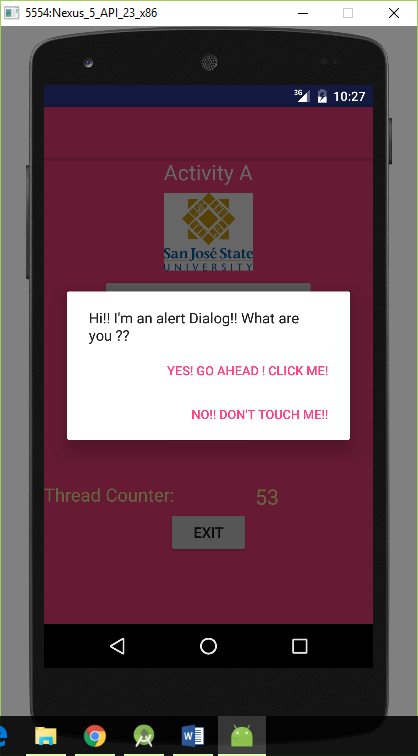 5554:Nexus_5_API_23_x86
3G 10:27
Activity A
San José State
UNIVERSITY
Hi!! I'm an alert Dialog!! What are
you ??
YES! GO AHEAD ! CLICK ME!
NO!! DON'T TOUCH ME!!
Thread Counter: 53
EXIT